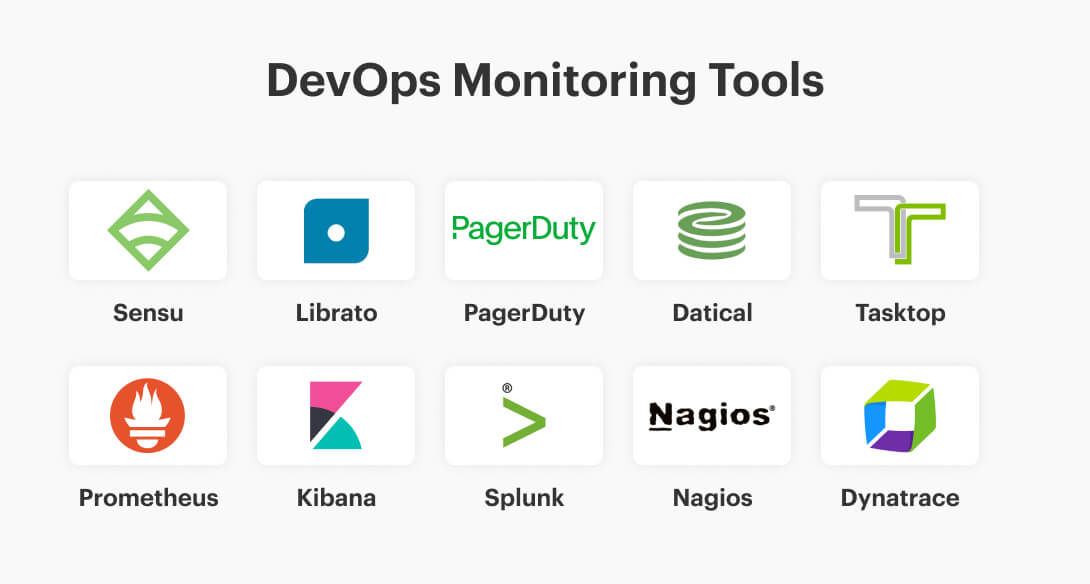 DevOps Monitoring Tools
PagerDuty
Sensu
Librato
PagerDuty
Datical
Tasktop
®
Nagios®
Prometheus
Kibana
Splunk
Nagios
Dynatrace